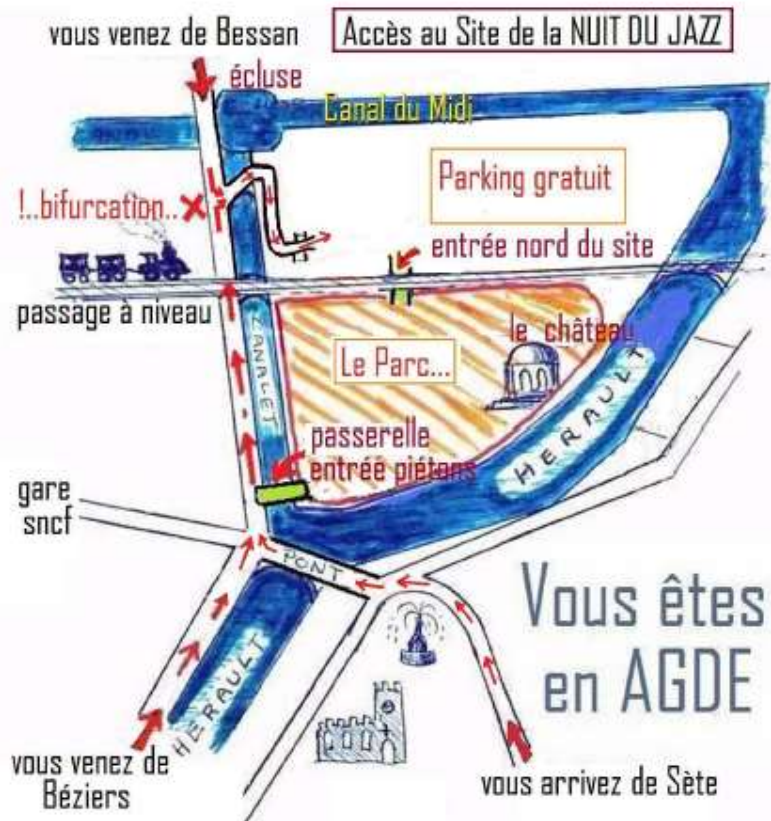 vous venez de Bessan
Accès au Site de la NUIT DU JAZZ
écluse
Canal du Midi
Parking gratuit
!..bifurcation..
entrée nord du site
passage à niveau
CANALET
le château
Le Parc...
HERAULT
passerelle
entréé piétons
gare
sncf
PONT
Vous êtes
en AGDE
HERAULT
vous venez de
Béziers
vous arrivez de Sète